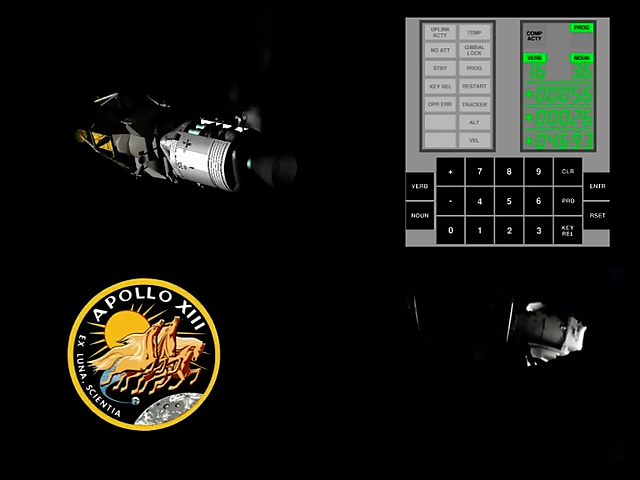 UPLINK ACTY
TEMP
NO ATT
GIMBAL LOCK
STBY
PROG
KEY REL
RESTART
OPR ERR
TRACKER
ALT
VEL
COMP ACTY
PROG
VERB
NOUN
16
36
+00056
+00026
+04693
VERB
NOUN
+
7
8
9
CLR
-
4
5
6
PRO
0
1
2
3
KEY REL
ENTR
RSET
APOLLO XIII
EX LUNA, SCIENTIA